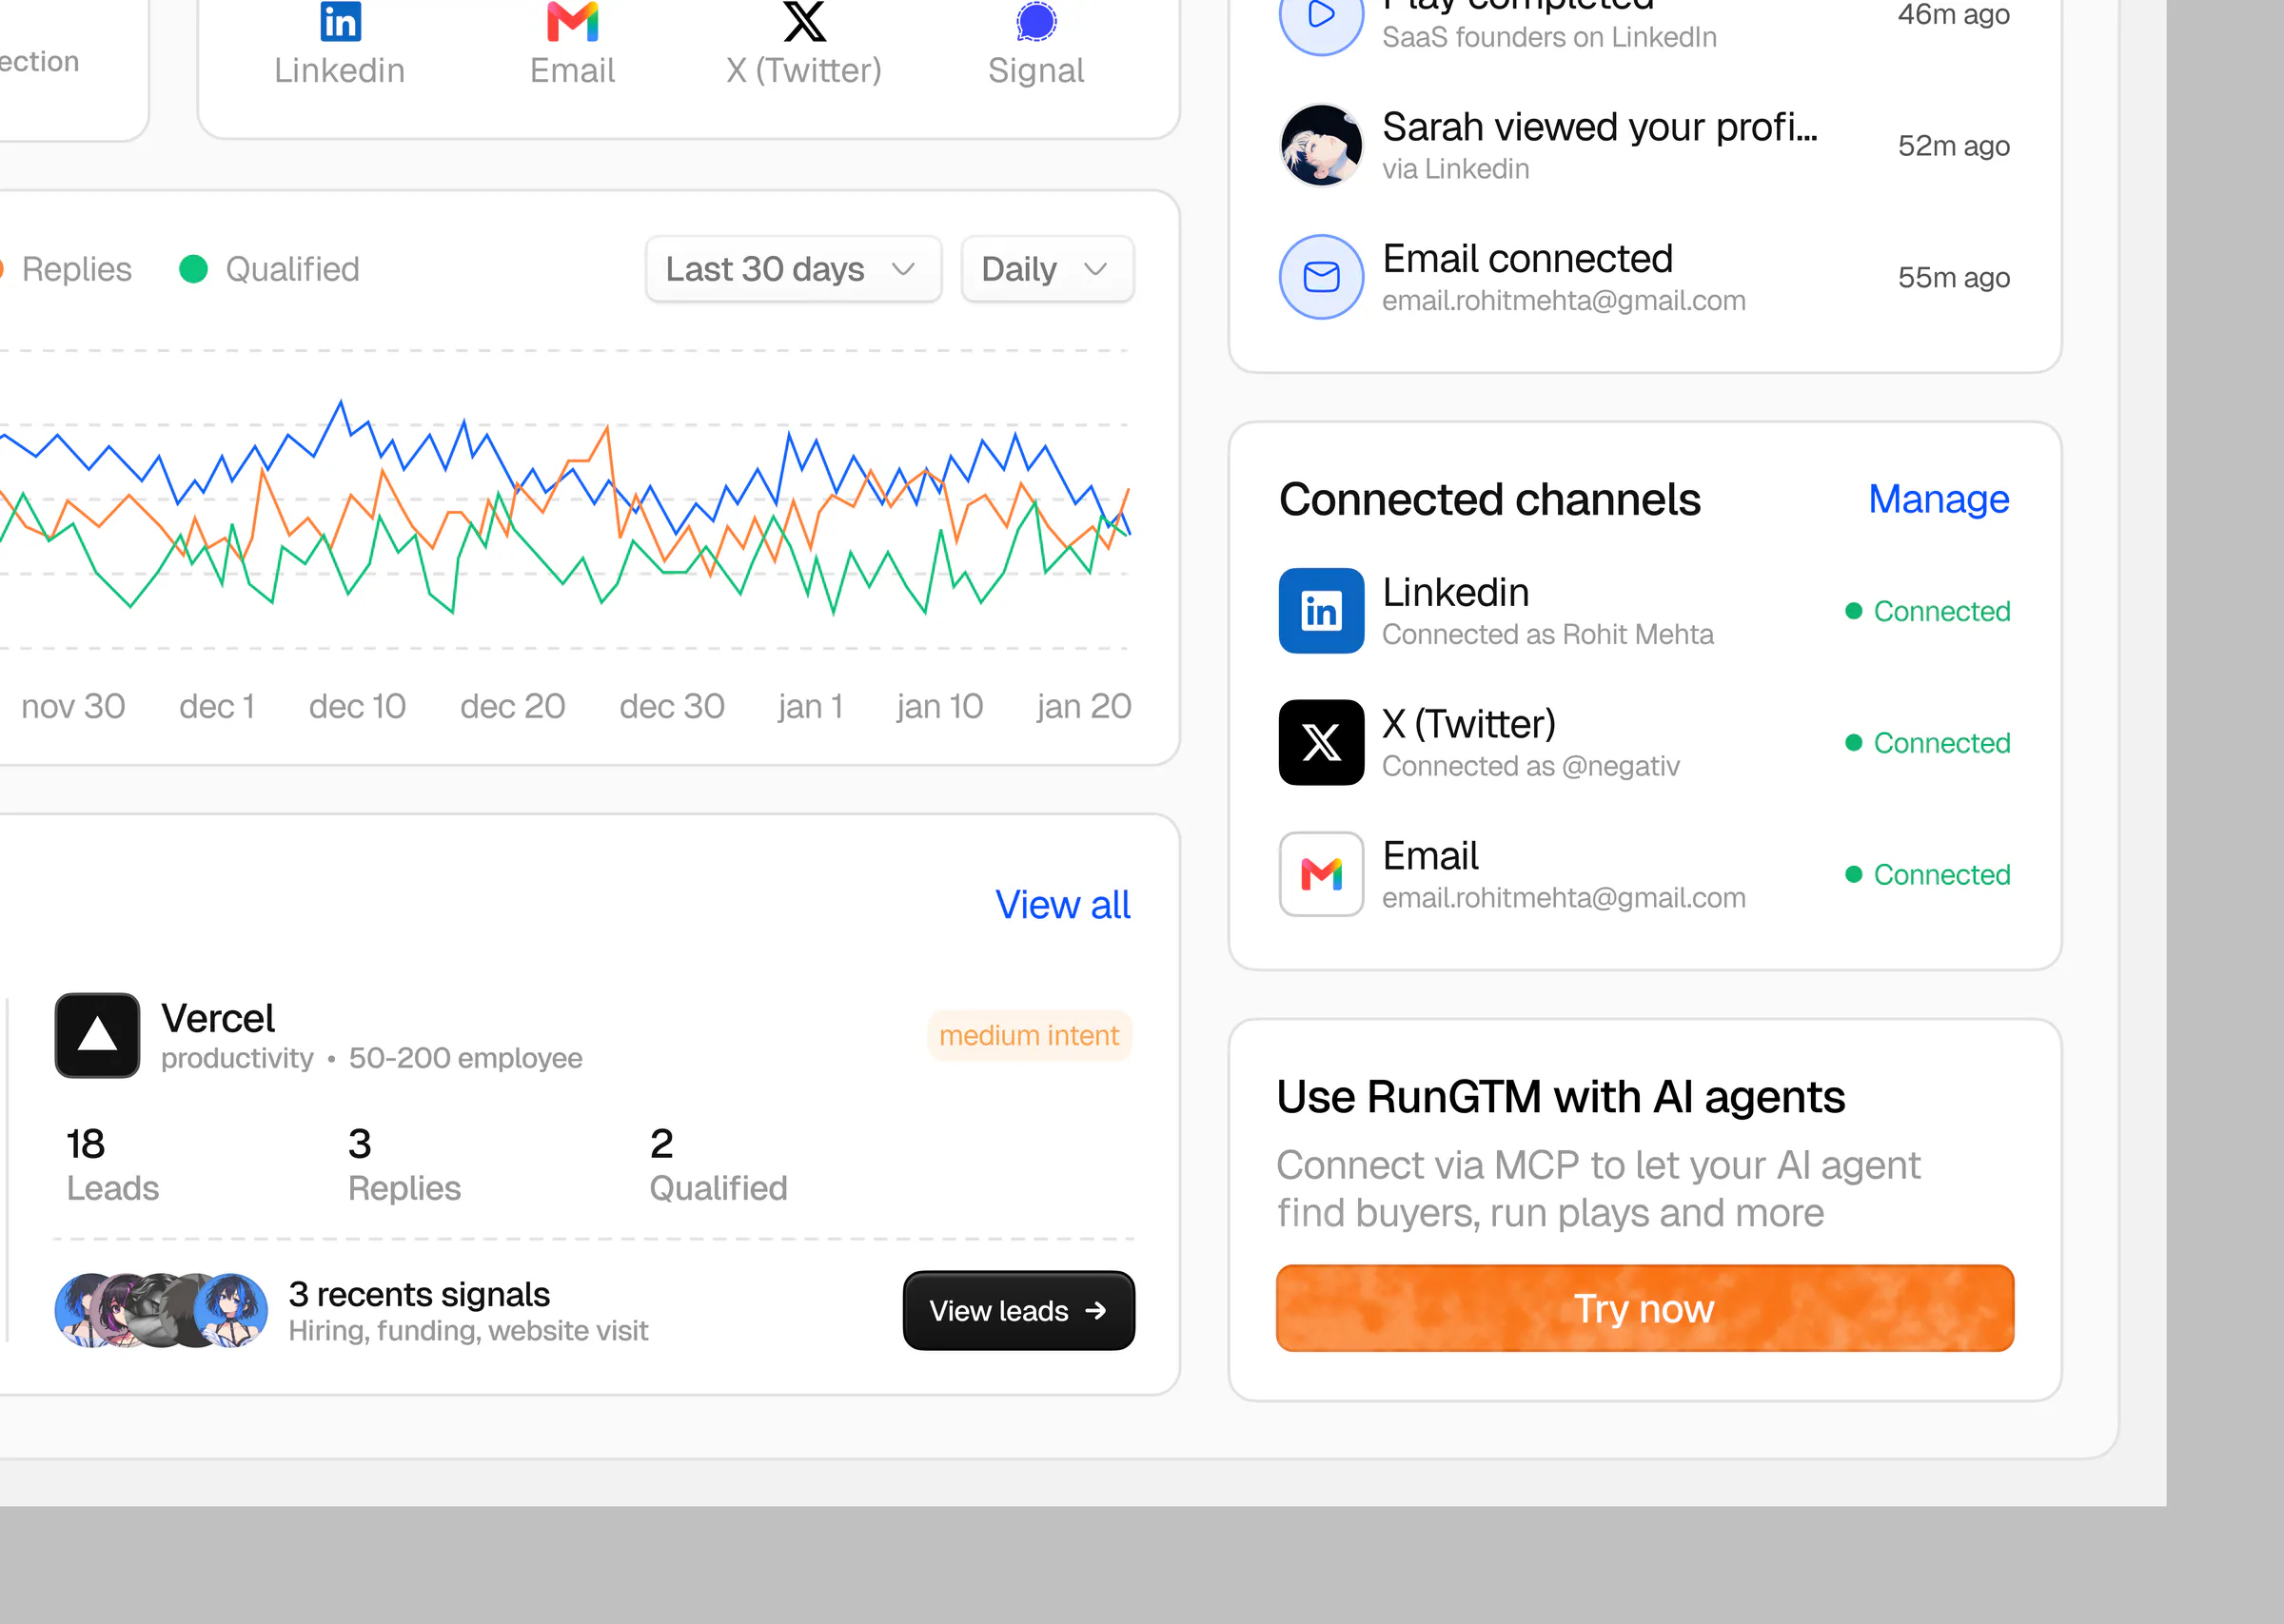 ection
Linkedin
Email
X (Twitter)
Signal
Replies
Qualified
Last 30 days
Daily
nov 30
dec 1
dec 10
dec 20
dec 30
jan 1
jan 10
jan 20
View all
Vercel
productivity • 50-200 employee
medium intent
18
Leads
3
Replies
2
Qualified
3 recents signals
Hiring, funding, website visit
View leads →
Play completed
SaaS founders on LinkedIn
46m ago
Sarah viewed your profi...
via Linkedin
52m ago
Email connected
email.rohitmehta@gmail.com
55m ago
Connected channels
Manage
Linkedin
Connected as Rohit Mehta
Connected
X (Twitter)
Connected as @negativ
Connected
Email
email.rohitmehta@gmail.com
Connected
Use RunGTM with AI agents
Connect via MCP to let your AI agent
find buyers, run plays and more
Try now